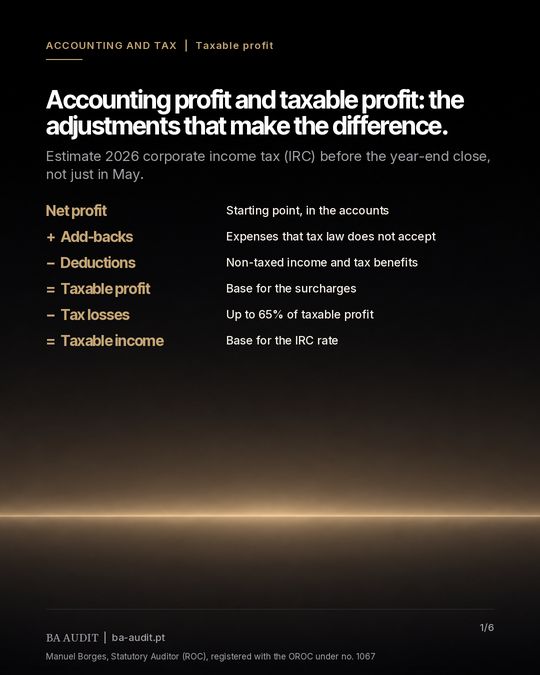 ACCOUNTING AND TAX | Taxable profit
Accounting profit and taxable profit: the
adjustments that make the difference.
Estimate 2026 corporate income tax (IRC) before the year-end close,
not just in May.
Net profit Starting point, in the accounts
+ Add-backs Expenses that tax law does not accept
− Deductions Non-taxed income and tax benefits
= Taxable profit Base for the surcharges
− Tax losses Up to 65% of taxable profit
= Taxable income Base for the IRC rate
1/6
BA AUDIT | ba-audit.pt
Manuel Borges, Statutory Auditor (ROC), registered with the OROC under no. 1067